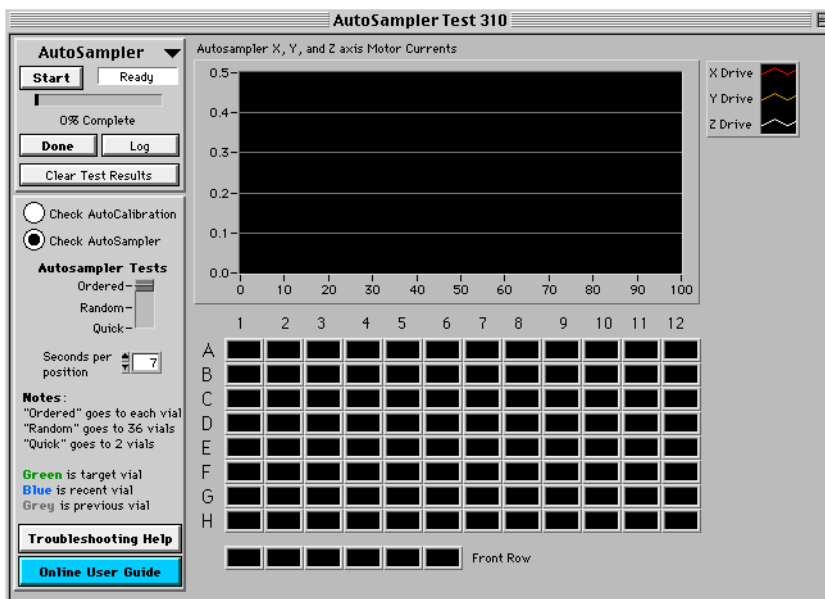 AutoSampler Test 310
AutoSampler
Start Ready
0% Complete
Done Log
Clear Test Results
Check AutoCalibration
Check AutoSampler
Autosampler Tests
Ordered-
Random-
Quick-
Seconds per position 7
Notes:
"Ordered" goes to each vial
"Random" goes to 36 vials
"Quick" goes to 2 vials
Green is target vial
Blue is recent vial
Grey is previous vial
Troubleshooting Help
Online User Guide
Autosampler X, Y, and Z axis Motor Currents
0.5
0.4
0.3
0.2
0.1
0.0
0 10 20 30 40 50 60 70 80 90 100
X Drive
Y Drive
Z Drive
1 2 3 4 5 6 7 8 9 10 11 12
A
B
C
D
E
F
G
H
Front Row